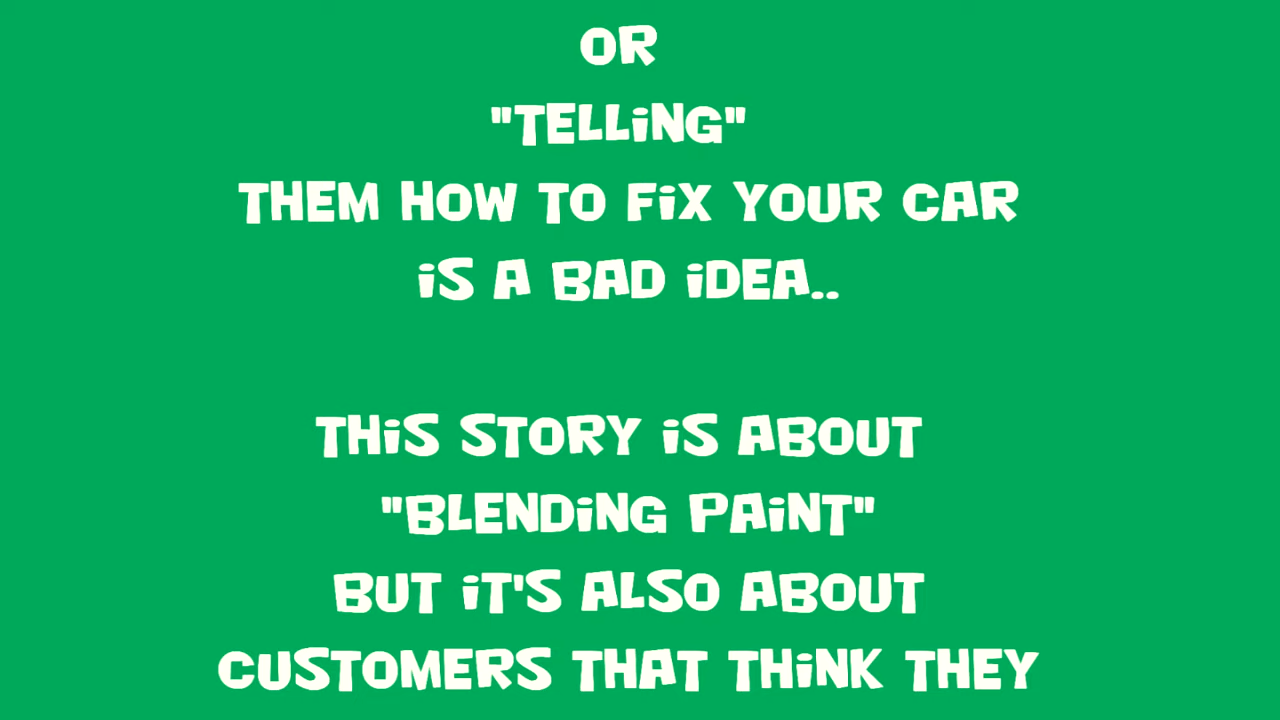 OR
"TELLiNG"
THEM HOW TO FiX YOUR CAR
iS A BAD iDEA..
THiS STORY iS ABOUT
"BLENDiNG PAiNT"
BUT iT'S ALSO ABOUT
CUSTOMERS THAT THiNK THEY